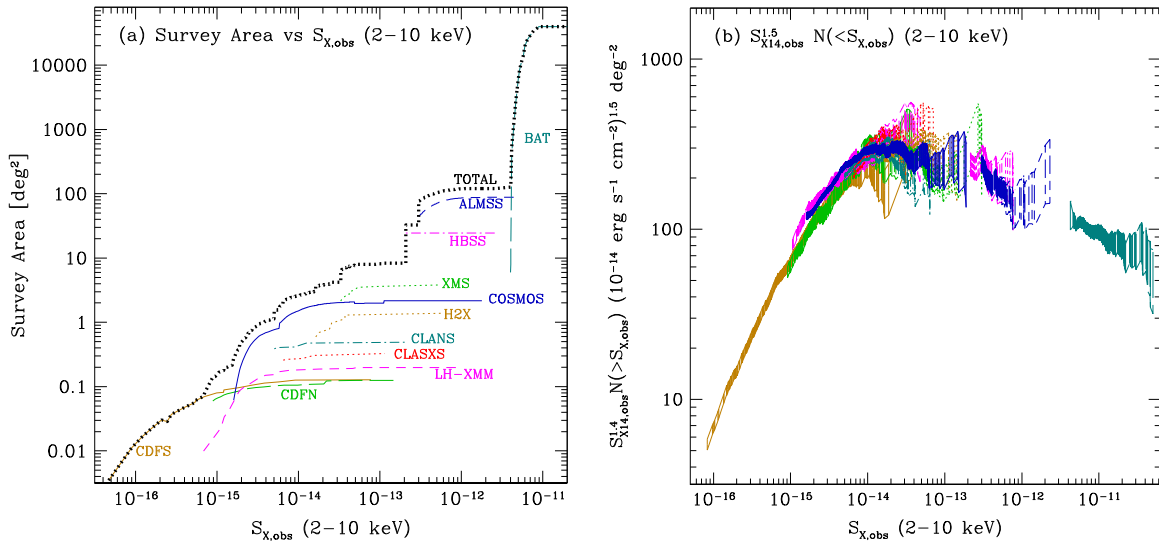 (a) Survey Area vs S_X,obs (2−10 keV)
Survey Area [deg²]
10000
1000
100
10
1
0.1
0.01
BAT
TOTAL
ALMSS
HBSS
XMS
COSMOS
H2X
CLANS
CLASXS
LH−XMM
CDFN
CDFS
10⁻¹⁶ 10⁻¹⁵ 10⁻¹⁴ 10⁻¹³ 10⁻¹² 10⁻¹¹
S_X,obs (2−10 keV)
(b) S_X14,obs^1.5 N(<S_X,obs) (2−10 keV)
S_X14,obs^1.4 N(>S_X,obs) (10⁻¹⁴ erg s⁻¹ cm⁻²)^1.5 deg⁻²
1000
100
10
10⁻¹⁶ 10⁻¹⁵ 10⁻¹⁴ 10⁻¹³ 10⁻¹² 10⁻¹¹
S_X,obs (2−10 keV)